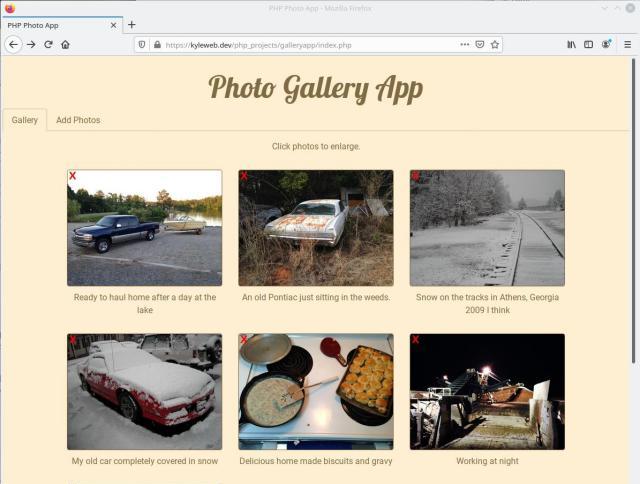 PHP Photo App - Mozilla Firefox
PHP Photo App
https://kyleweb.dev/php_projects/galleryapp/index.php
Photo Gallery App
Gallery
Add Photos
Click photos to enlarge.
X
X
X
Ready to haul home after a day at the
lake
An old Pontiac just sitting in the weeds.
Snow on the tracks in Athens, Georgia
2009 I think
X
X
X
My old car completely covered in snow
Delicious home made biscuits and gravy
Working at night